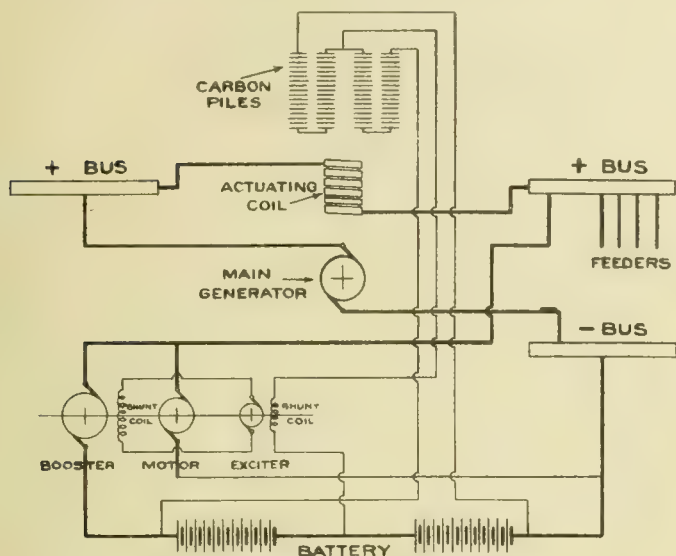 CARBON
PILES
+ BUS
ACTUATING
COIL
+ BUS
FEEDERS
MAIN
GENERATOR
- BUS
SHUNT
COIL
SHUNT
COIL
BOOSTER MOTOR EXCITER
BATTERY